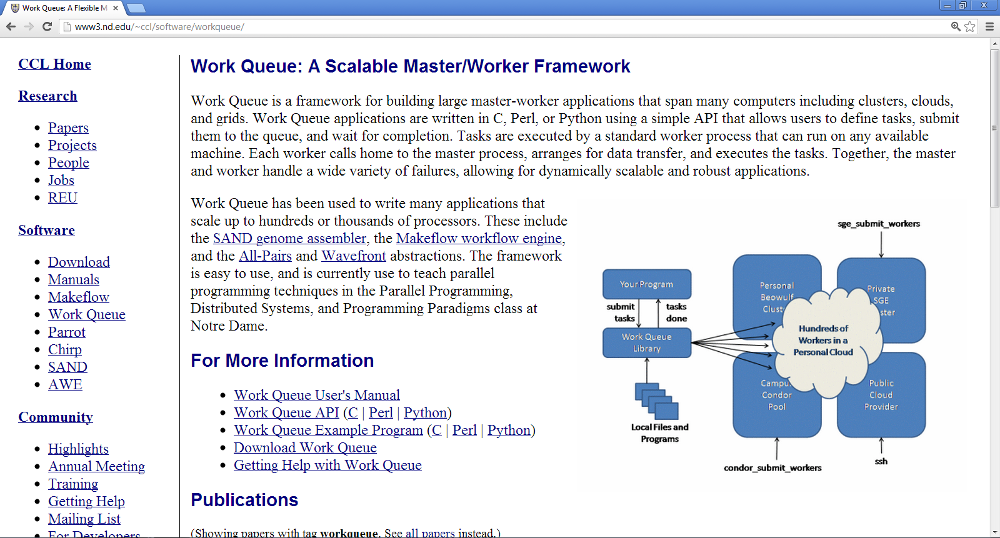 Work Queue: A Flexible M
www3.nd.edu/~ccl/software/workqueue/
CCL Home
Research
Papers
Projects
People
Jobs
REU
Software
Download
Manuals
Makeflow
Work Queue
Parrot
Chirp
SAND
AWE
Community
Highlights
Annual Meeting
Training
Getting Help
Mailing List
For Developers
Work Queue: A Scalable Master/Worker Framework
Work Queue is a framework for building large master-worker applications that span many computers including clusters, clouds,
and grids. Work Queue applications are written in C, Perl, or Python using a simple API that allows users to define tasks, submit
them to the queue, and wait for completion. Tasks are executed by a standard worker process that can run on any available
machine. Each worker calls home to the master process, arranges for data transfer, and executes the tasks. Together, the master
and worker handle a wide variety of failures, allowing for dynamically scalable and robust applications.
Work Queue has been used to write many applications that
scale up to hundreds or thousands of processors. These include
the SAND genome assembler, the Makeflow workflow engine,
and the All-Pairs and Wavefront abstractions. The framework
is easy to use, and is currently use to teach parallel
programming techniques in the Parallel Programming,
Distributed Systems, and Programming Paradigms class at
Notre Dame.
For More Information
Work Queue User's Manual
Work Queue API (C | Perl | Python)
Work Queue Example Program (C | Perl | Python)
Download Work Queue
Getting Help with Work Queue
Publications
(Showing papers with tag workqueue. See all papers instead.)
Your Program
submit
tasks
tasks
done
Work Queue
Library
Local Files and
Programs
Personal
Beowulf
Clust
sge_submit_workers
Private
SGE
ster
Hundreds of
Workers in a
Personal Cloud
Campu
Condor
Pool
condor_submit_workers
Public
Cloud
Provider
ssh